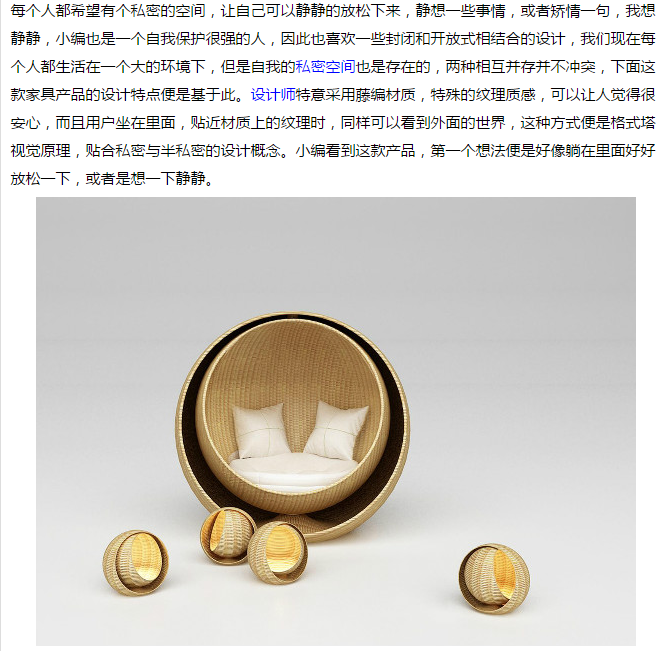 每个人都希望有个私密的空间，让自己可以静静的放松下来，静想一些事情，或者矫情一句，我想
静静，小编也是一个自我保护很强的人，因此也喜欢一些封闭和开放式相结合的设计，我们现在每
个人都生活在一个大的环境下，但是自我的私密空间也是存在的，两种相互并存并不冲突，下面这
款家具产品的设计特点便是基于此。设计师特意采用藤编材质，特殊的纹理质感，可以让人觉得很
安心，而且用户坐在里面，贴近材质上的纹理时，同样可以看到外面的世界，这种方式便是格式塔
视觉原理，贴合私密与半私密的设计概念。小编看到这款产品，第一个想法便是好像躺在里面好好
放松一下，或者是想一下静静。